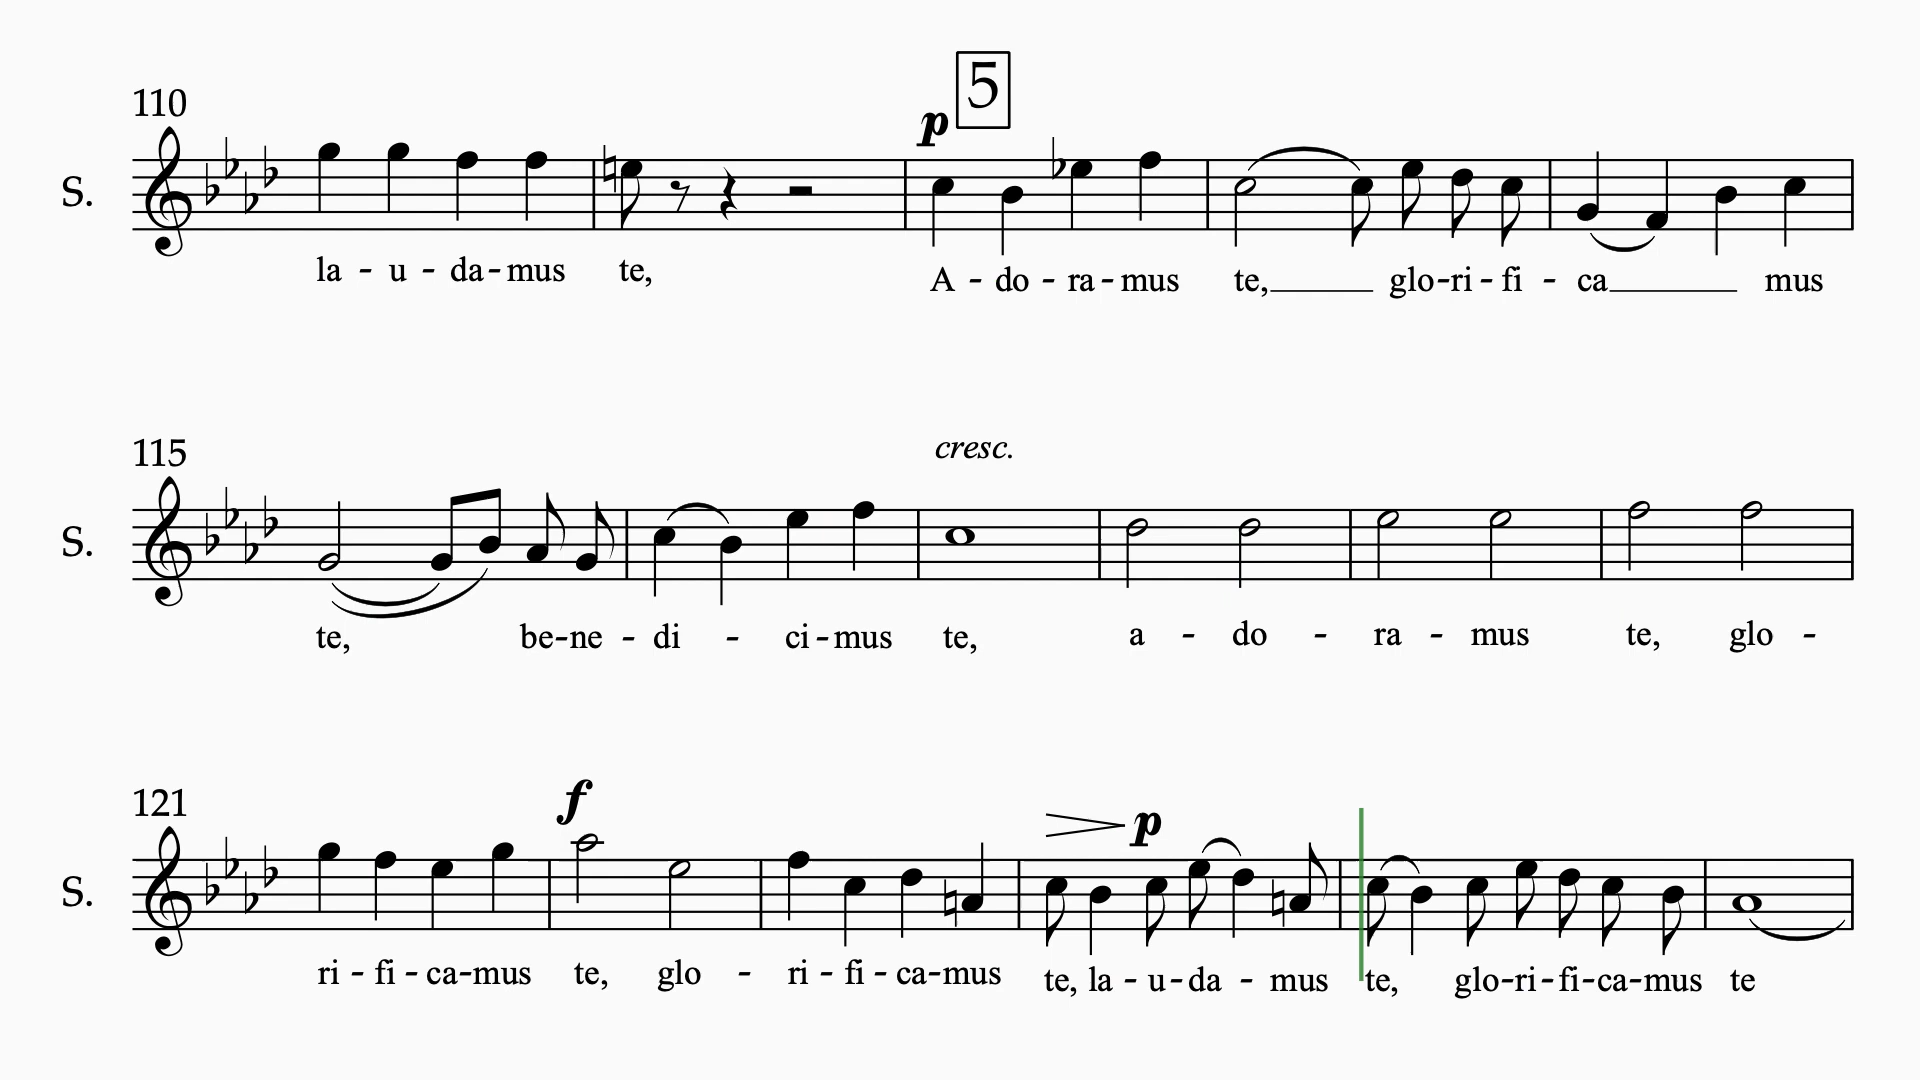 5
110
p
S.
la - u - da - mus te, A - do - ra - mus te, glo - ri - fi - ca mus
115
cresc.
S.
te, be - ne - di - ci - mus te, a - do - ra - mus te, glo -
121
f
p
S.
ri - fi - ca - mus te, glo - ri - fi - ca - mus te, la - u - da - mus te, glo - ri - fi - ca - mus te